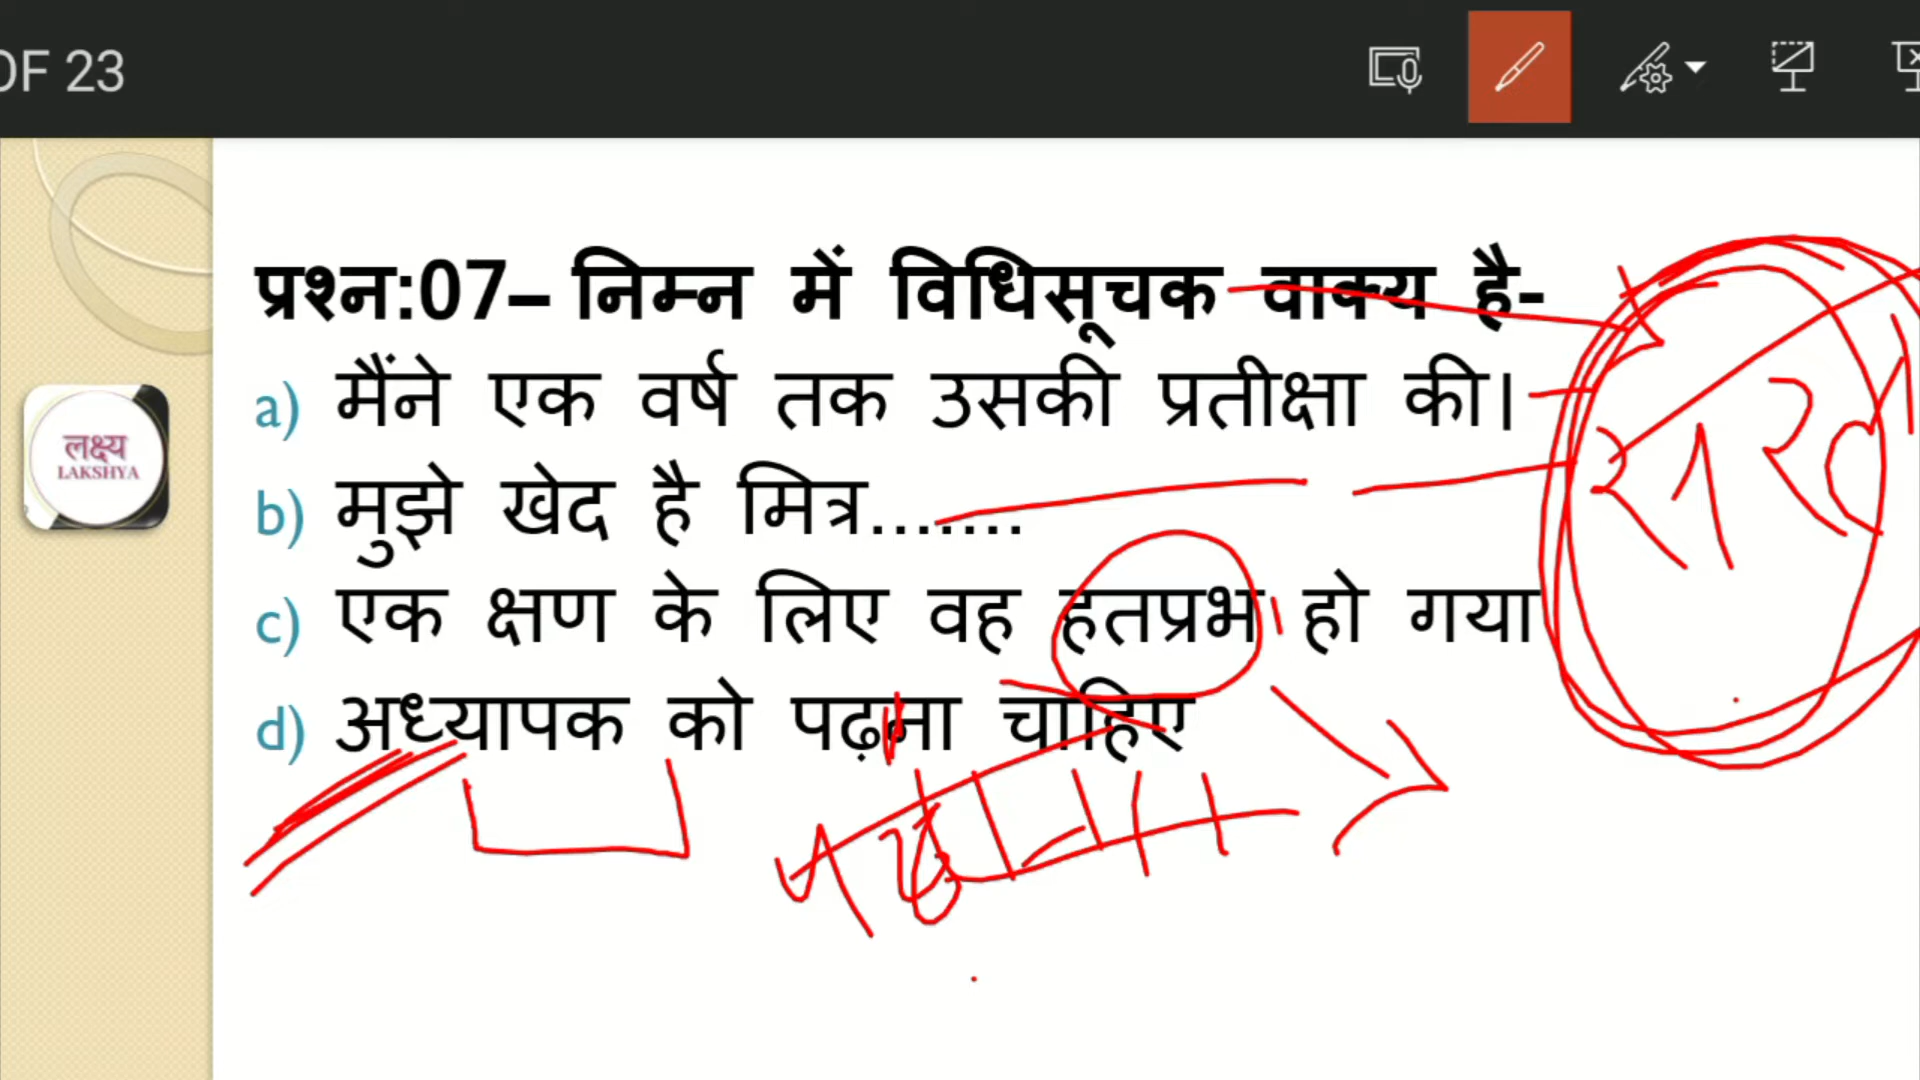 OF 23
प्रश्न:07– निम्न में विधिसूचक वाक्य है-
a) मैंने एक वर्ष तक उसकी प्रतीक्षा की।
लक्ष्य
LAKSHYA
b) मुझे खेद है मित्र.......
c) एक क्षण के लिए वह हतप्रभ हो गया
d) अध्यापक को पढ़ना चाहिए